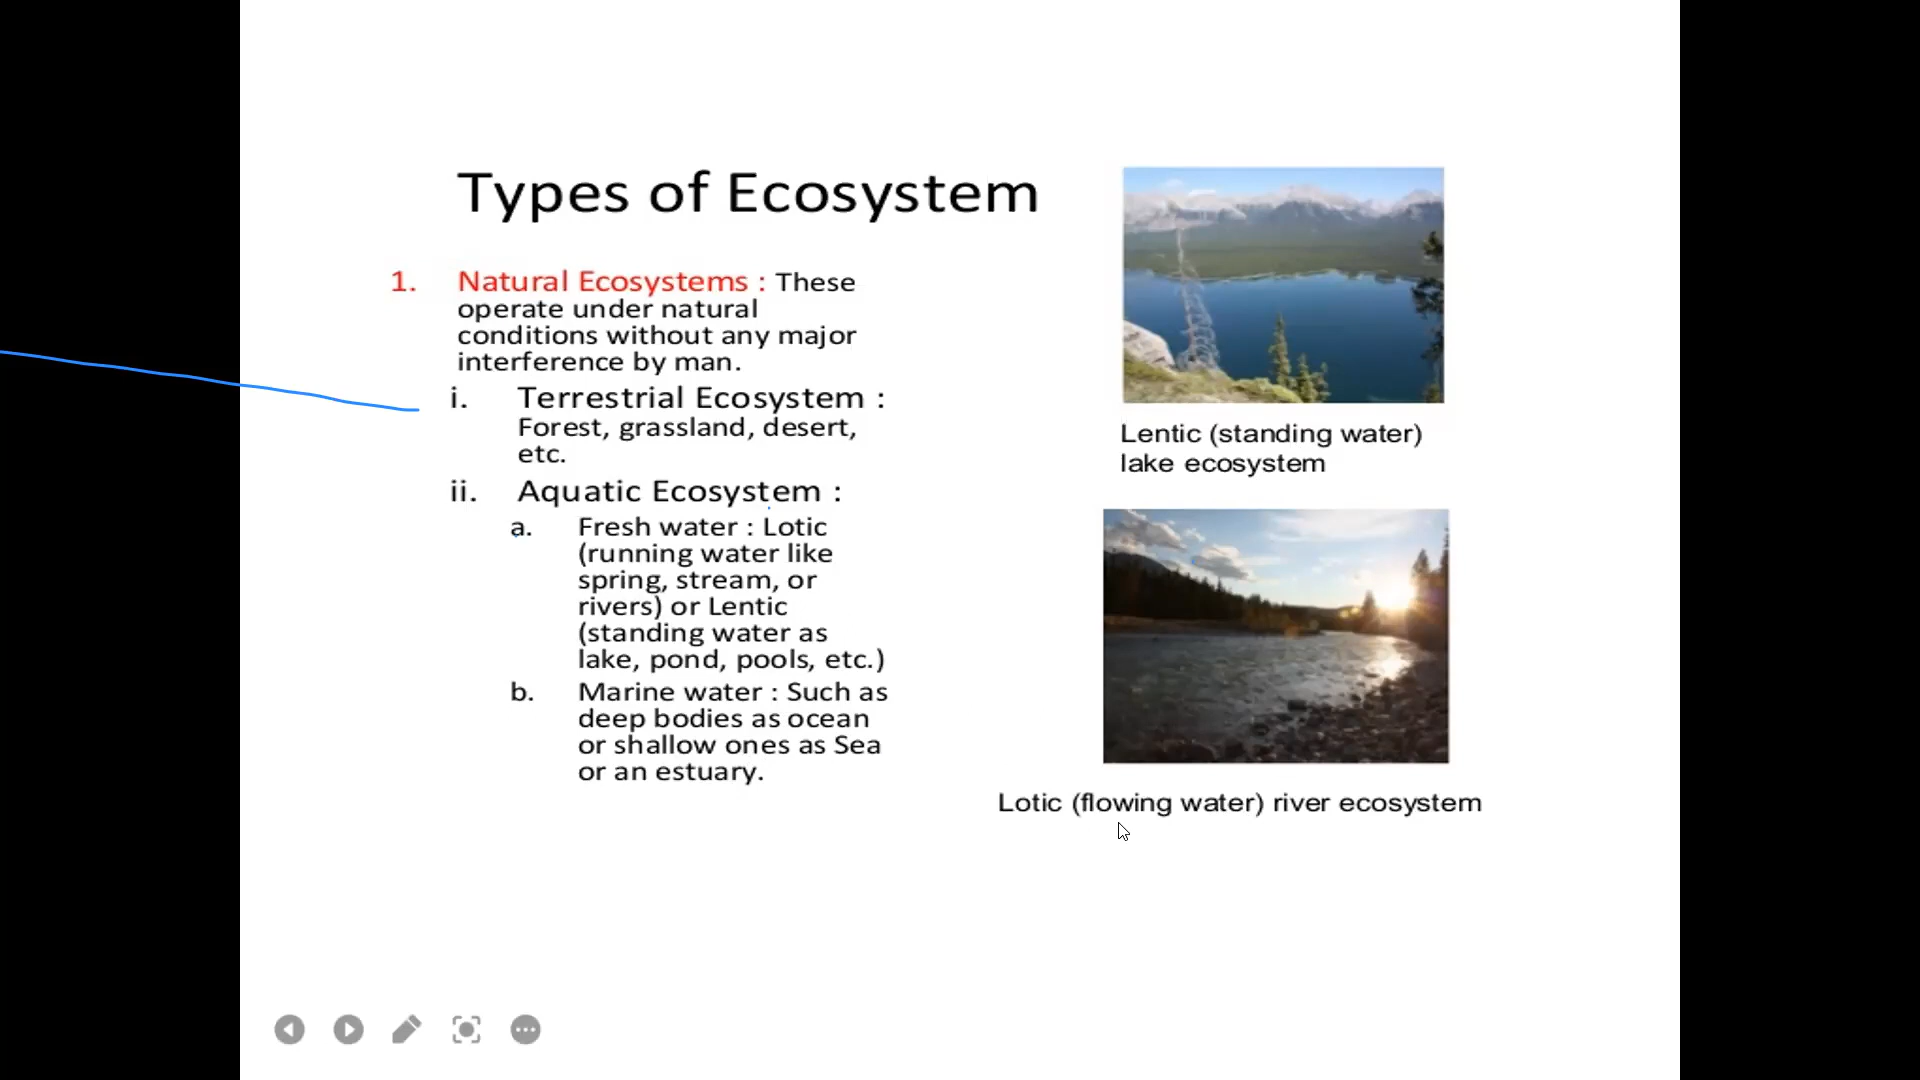 Types of Ecosystem
1. Natural Ecosystems : These
operate under natural
conditions without any major
interference by man.
i. Terrestrial Ecosystem :
Forest, grassland, desert,
etc.
ii. Aquatic Ecosystem :
a. Fresh water : Lotic
(running water like
spring, stream, or
rivers) or Lentic
(standing water as
lake, pond, pools, etc.)
b. Marine water : Such as
deep bodies as ocean
or shallow ones as Sea
or an estuary.
Lentic (standing water)
lake ecosystem
Lotic (flowing water) river ecosystem